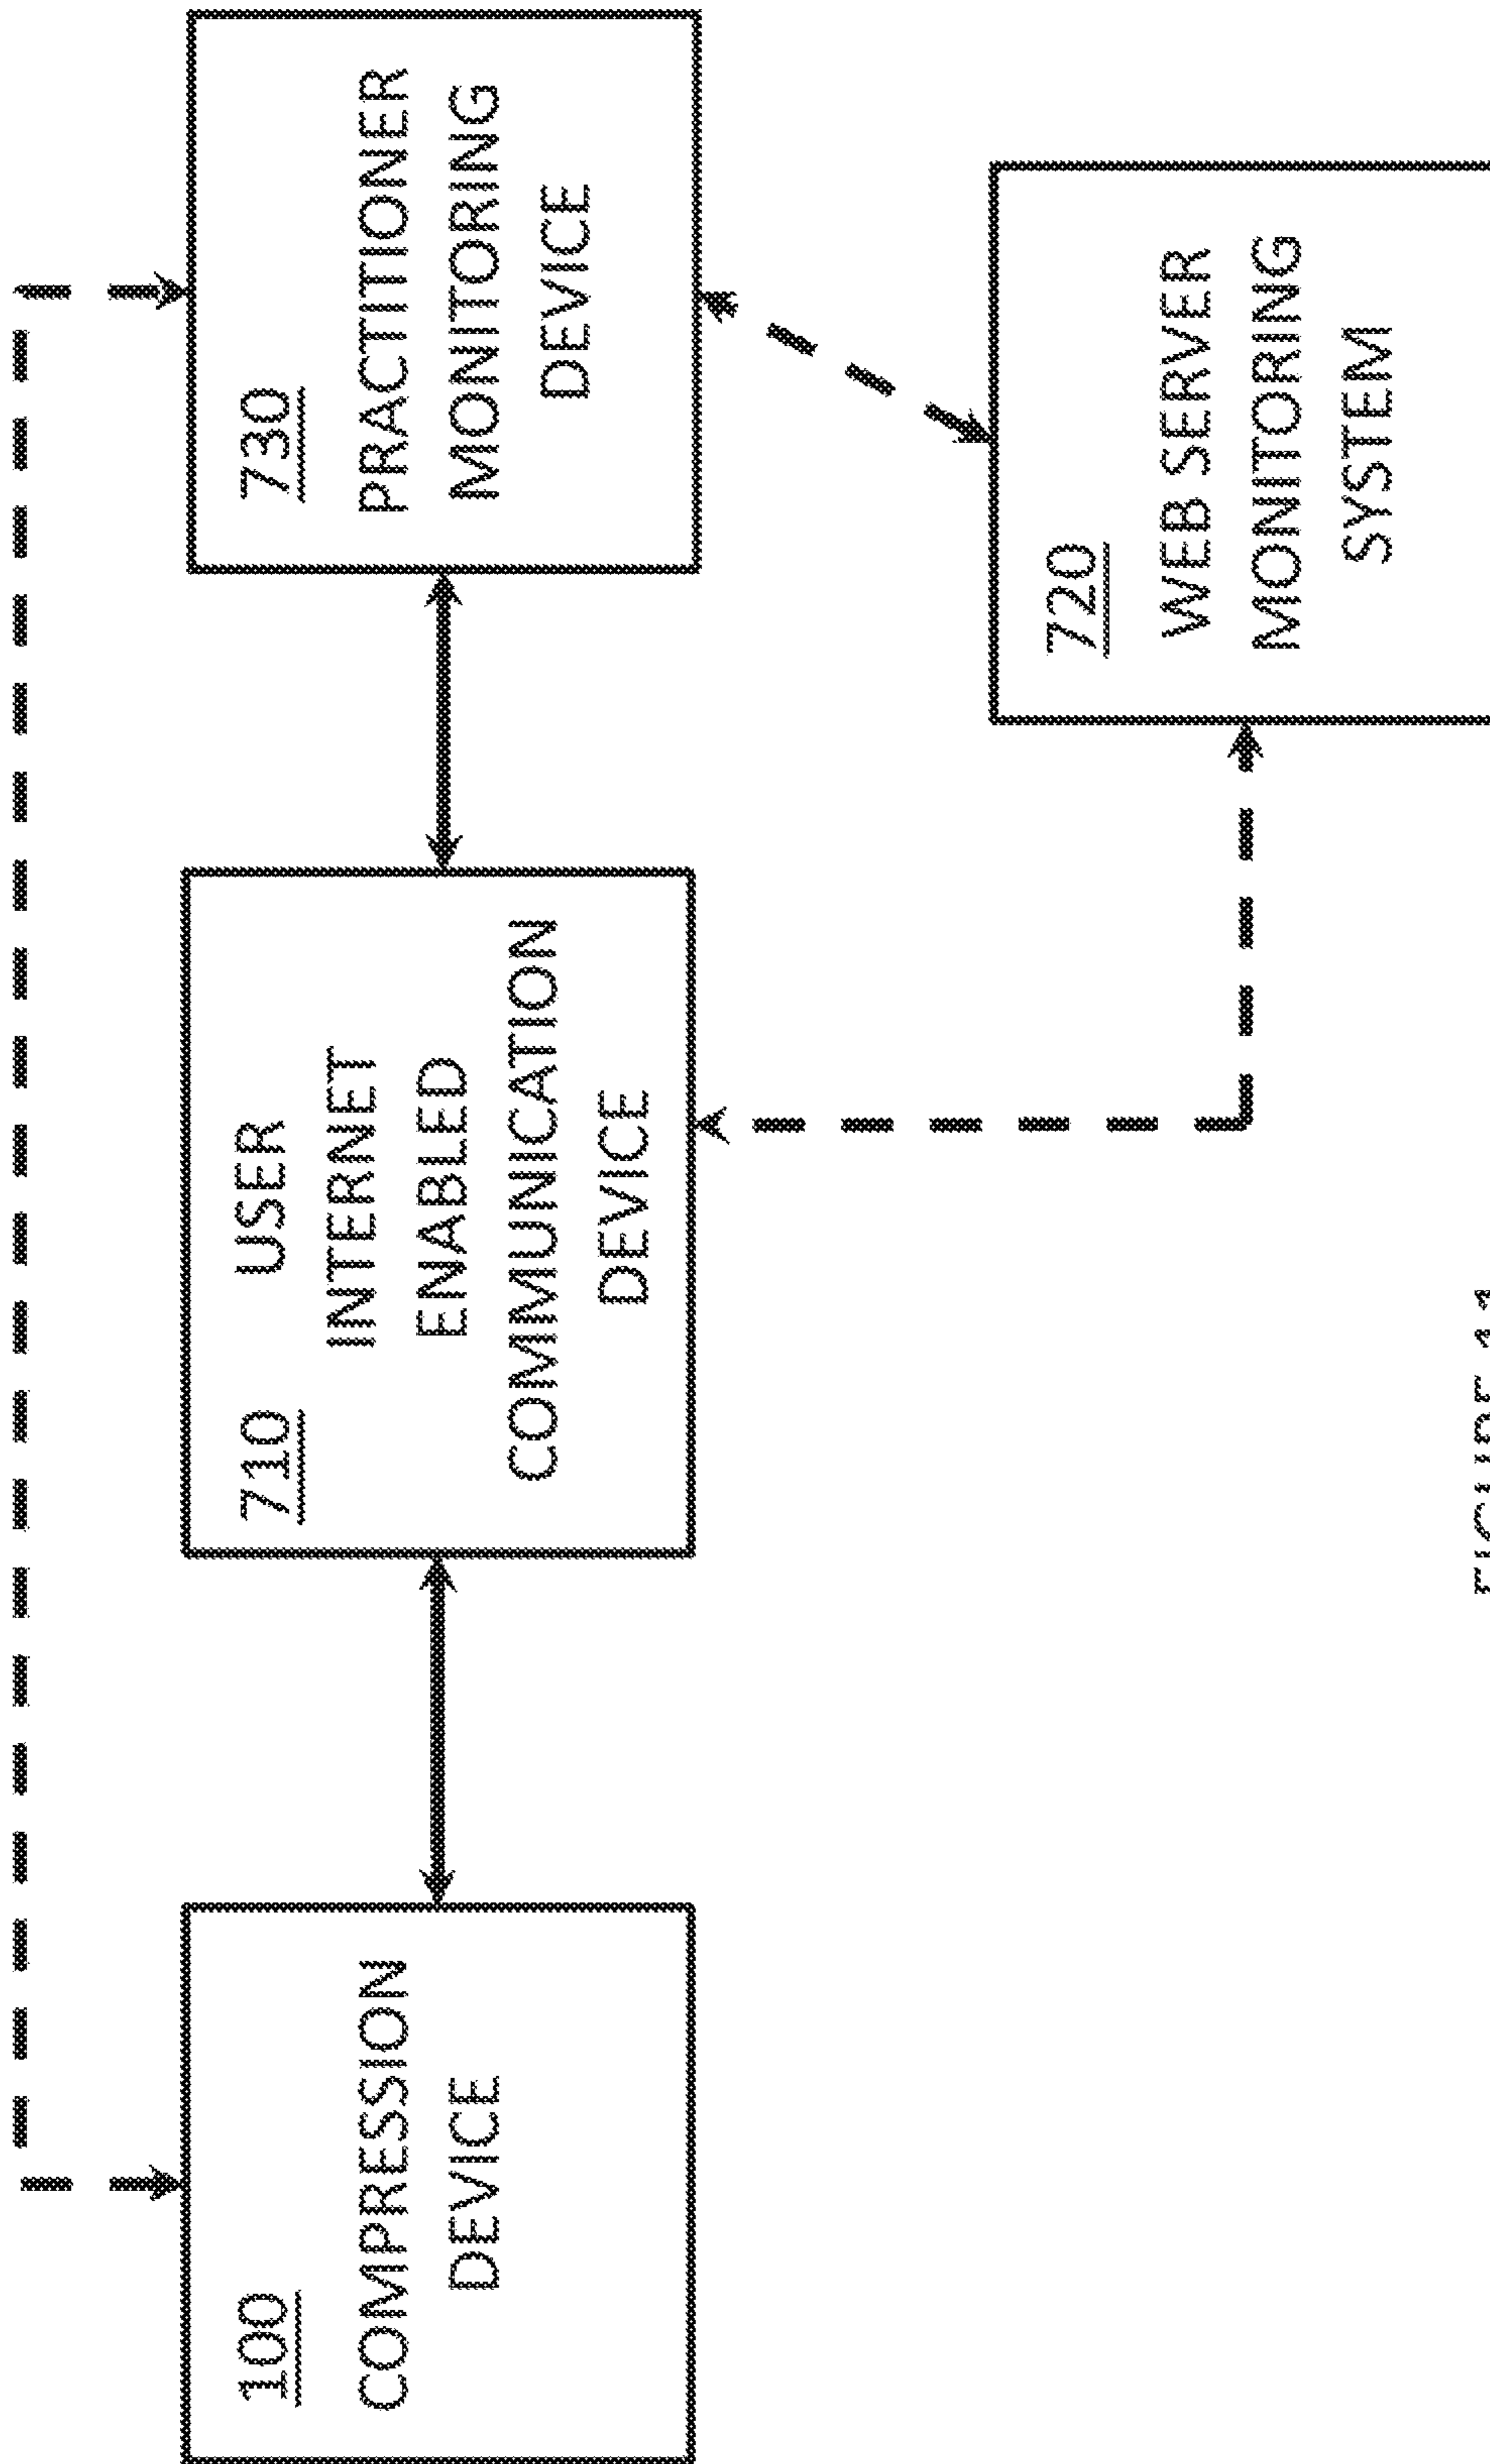 100
COMPRESSION
DEVICE
710
USER
INTERNET
ENABLED
COMMUNICATION
DEVICE
730
PRACTITIONER
MONITORING
DEVICE
720
WEB SERVER
MONITORING
SYSTEM